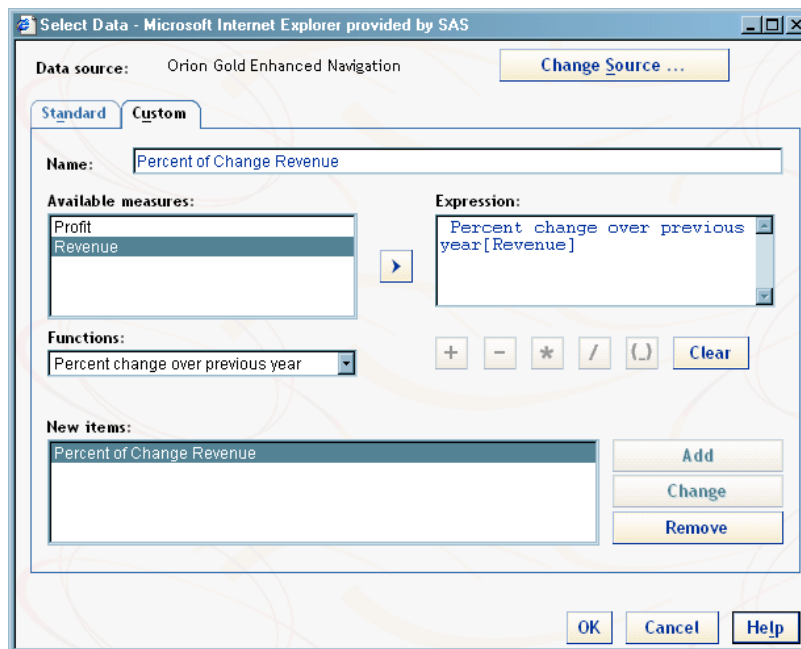 Select Data - Microsoft Internet Explorer provided by SAS
Data source: Orion Gold Enhanced Navigation Change Source ...
Standard Custom
Name: Percent of Change Revenue
Available measures: Expression:
Profit
Revenue
Percent change over previous
year[Revenue]
Functions:
Percent change over previous year
+ - * / (_) Clear
New items:
Percent of Change Revenue
Add
Change
Remove
OK Cancel Help